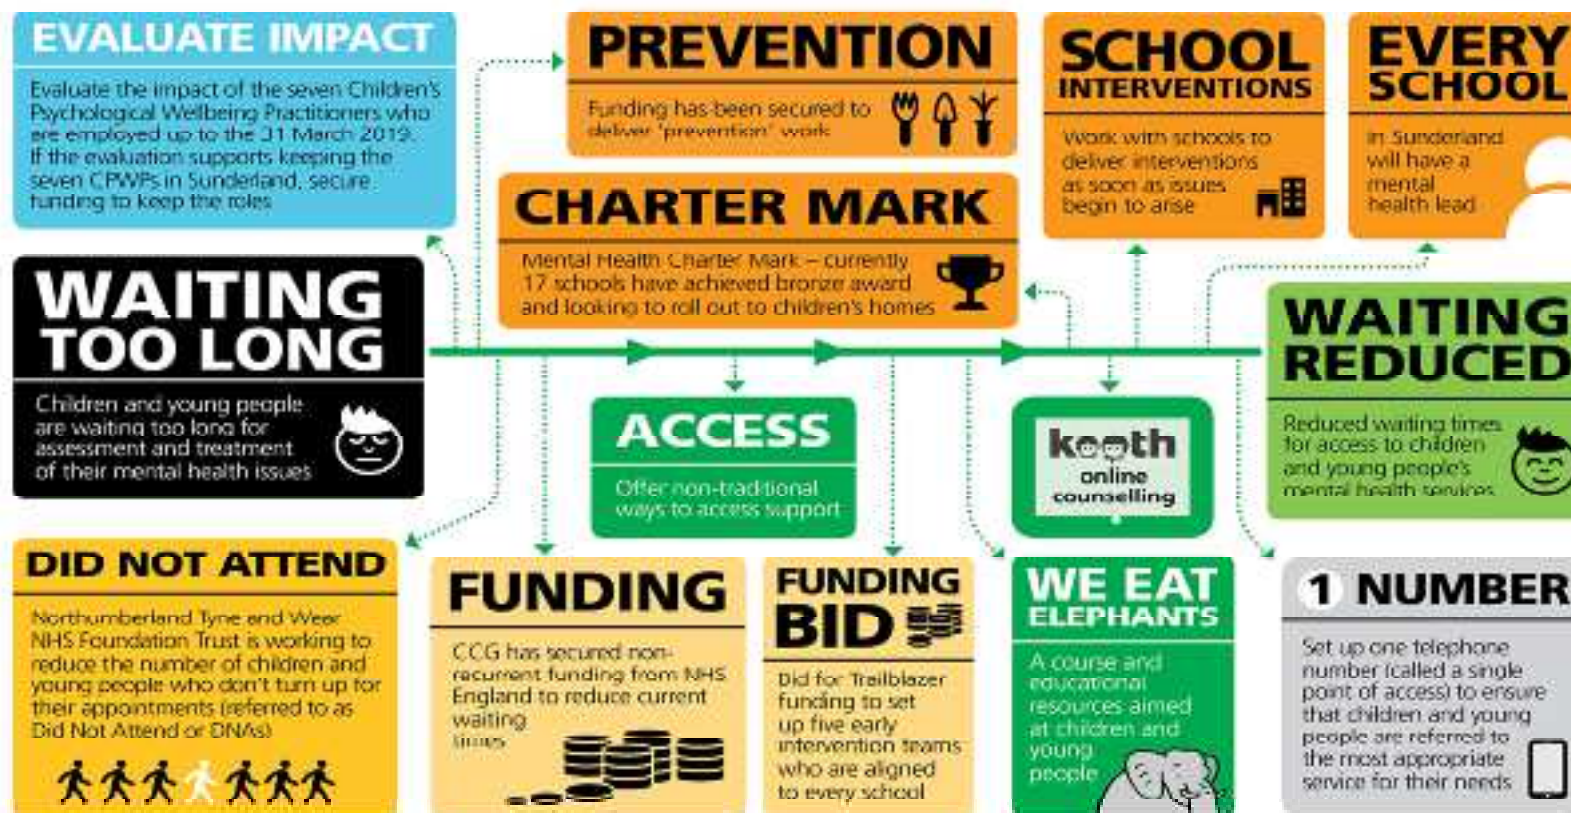 EVALUATE IMPACT
Evaluate the impact of the seven Children's
Psychological Wellbeing Practitioners who
are employed up to the 31 March 2019.
If the evaluation supports keeping the
seven CPWPs in Sunderland, secure
funding to keep the roles
PREVENTION
Funding has been secured to
deliver 'prevention' work
SCHOOL
INTERVENTIONS
Work with schools to
deliver interventions
as soon as issues
begin to arise
EVERY
SCHOOL
in Sunderland
will have a
mental
health lead
CHARTER MARK
Mental Health Charter Mark – currently
17 schools have achieved bronze award
and looking to roll out to children's homes
WAITING
TOO LONG
Children and young people
are waiting too long for
assessment and treatment
of their mental health issues
WAITING
REDUCED
Reduced waiting times
for access to children
and young people's
mental health services
ACCESS
Offer non-traditional
ways to access support
kooth
online
counselling
DID NOT ATTEND
Northumberland Tyne and Wear
NHS Foundation Trust is working to
reduce the number of children and
young people who don't turn up for
their appointments (referred to as
Did Not Attend or DNAs)
FUNDING
CCG has secured non-
recurrent funding from NHS
England to reduce current
waiting
times
FUNDING
BID
Bid for Trailblazer
funding to set
up five early
intervention teams
who are aligned
to every school
WE EAT
ELEPHANTS
A course and
educational
resources aimed
at children and
young
people
1 NUMBER
Set up one telephone
number (called a single
point of access) to ensure
that children and young
people are referred to
the most appropriate
service for their needs